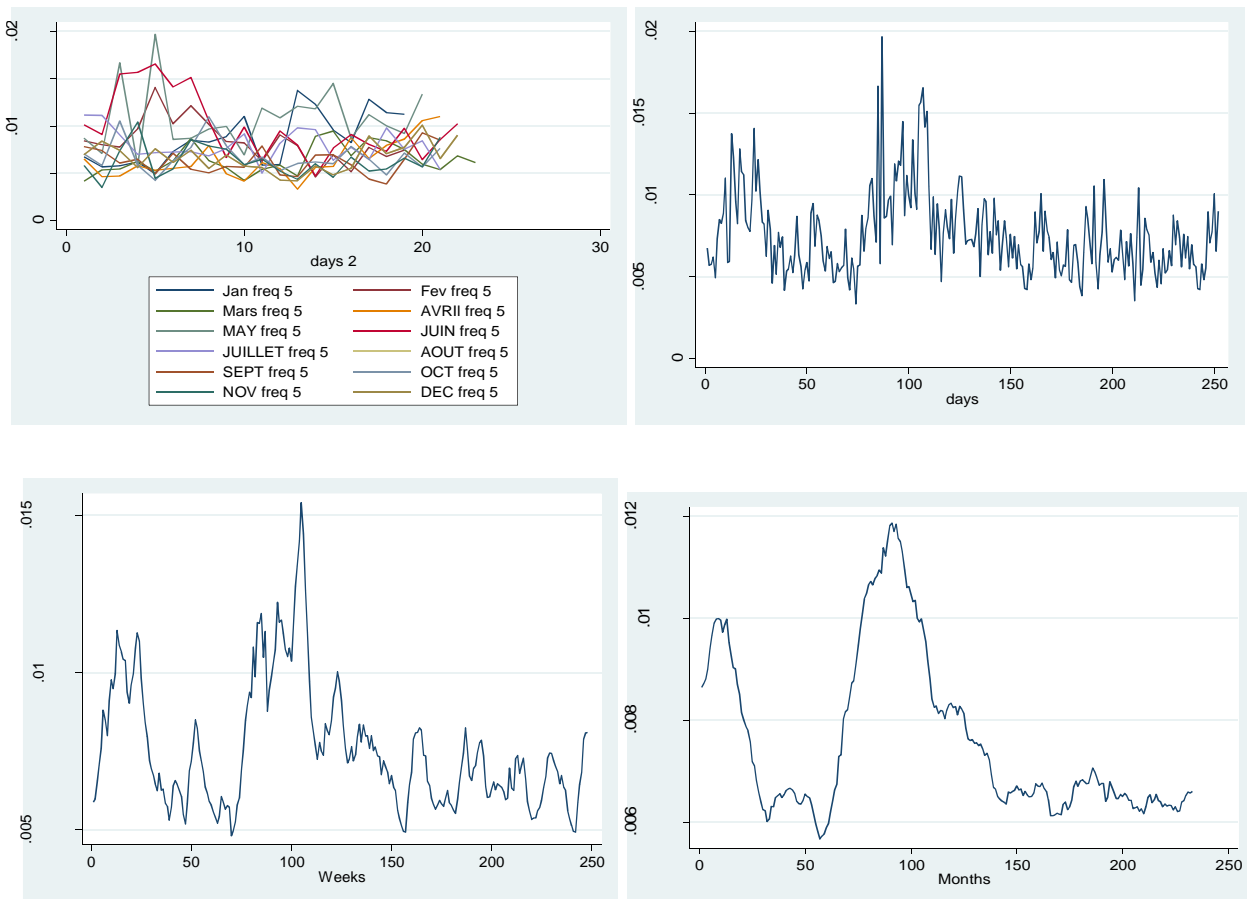 .02
.01
0
0 10 20 30
days 2
Jan freq 5 Fev freq 5
Mars freq 5 AVRIl freq 5
MAY freq 5 JUIN freq 5
JUILLET freq 5 AOUT freq 5
SEPT freq 5 OCT freq 5
NOV freq 5 DEC freq 5
.02
.015
.01
.005
0
0 50 100 150 200 250
days
.015
.01
.005
0 50 100 150 200 250
Weeks
.012
.01
.008
.006
0 50 100 150 200 250
Months